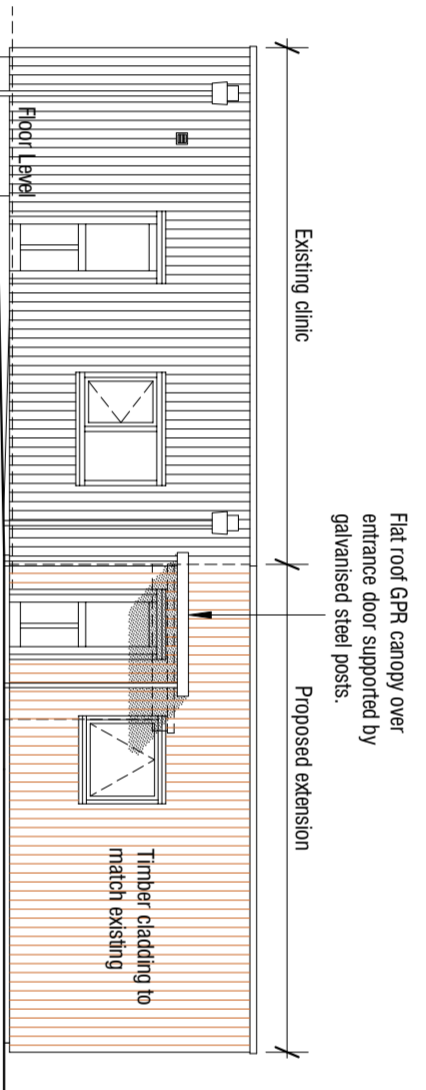 Flat roof GPR canopy over
entrance door supported by
galvanised steel posts.
Existing clinic
Proposed extension
Floor Level
Timber cladding to
match existing